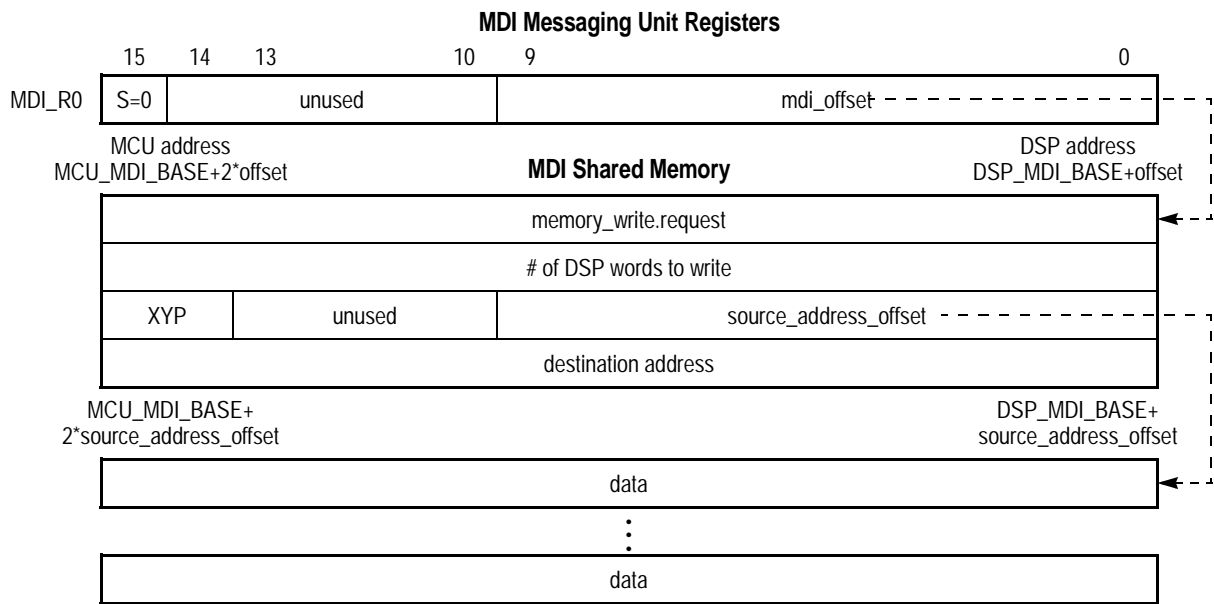 MDI Messaging Unit Registers
15 14 13 10 9 0
MDI_R0 S=0 unused mdi_offset
MCU address DSP address
MCU_MDI_BASE+2*offset MDI Shared Memory DSP_MDI_BASE+offset
memory_write.request
# of DSP words to write
XYP unused source_address_offset
destination address
MCU_MDI_BASE+ DSP_MDI_BASE+
2*source_address_offset source_address_offset
data
data